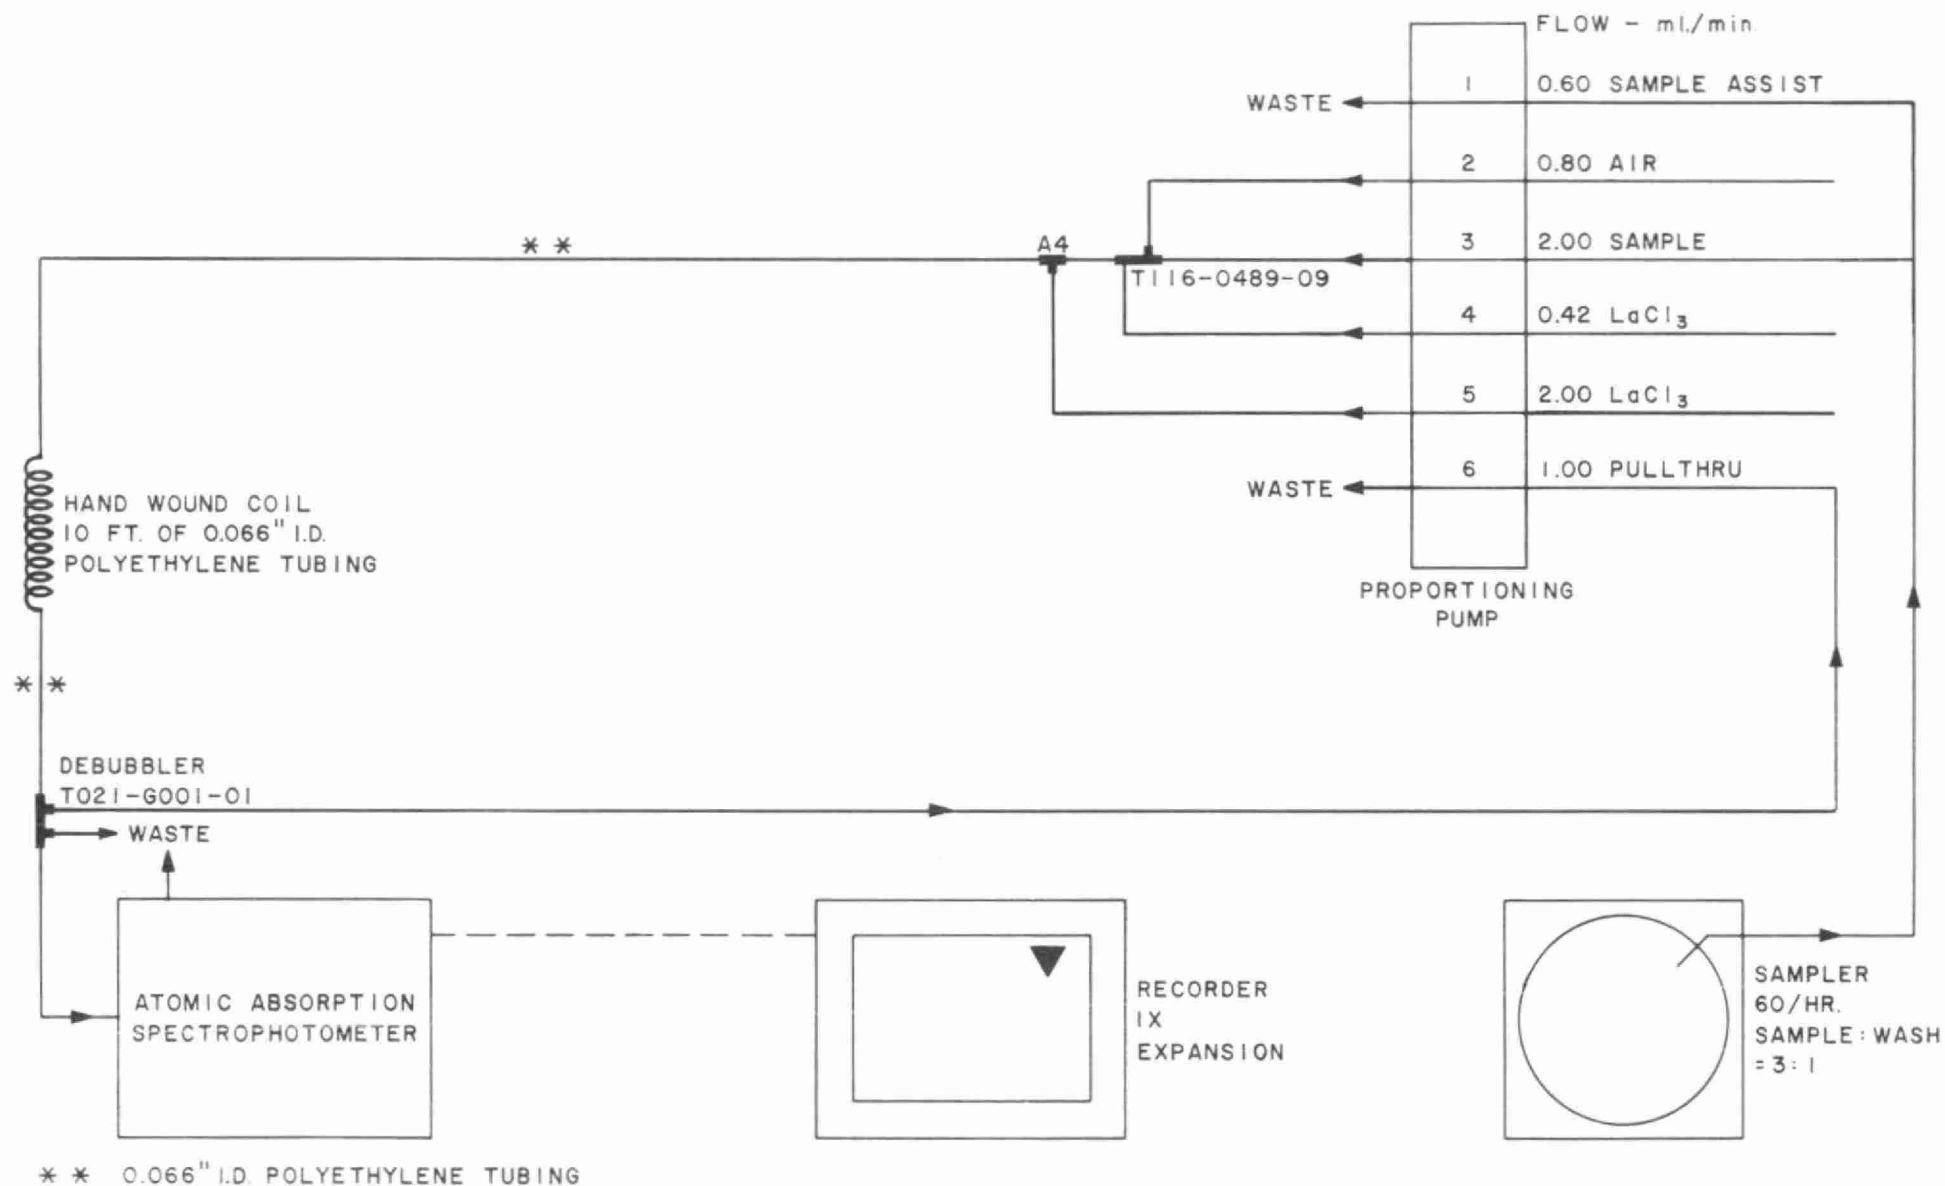 FLOW - ml./min.
1 0.60 SAMPLE ASSIST
WASTE
2 0.80 AIR
* *
A4
3 2.00 SAMPLE
T116-0489-09
4 0.42 LaCl₃
5 2.00 LaCl₃
6 1.00 PULLTHRU
WASTE
HAND WOUND COIL
10 FT. OF 0.066" I.D.
POLYETHYLENE TUBING
PROPORTIONING
PUMP
* *
DEBUBBLER
T021-G001-01
WASTE
ATOMIC ABSORPTION
SPECTROPHOTOMETER
RECORDER
1X
EXPANSION
SAMPLER
60/HR.
SAMPLE: WASH
= 3: 1
* * 0.066" I.D. POLYETHYLENE TUBING